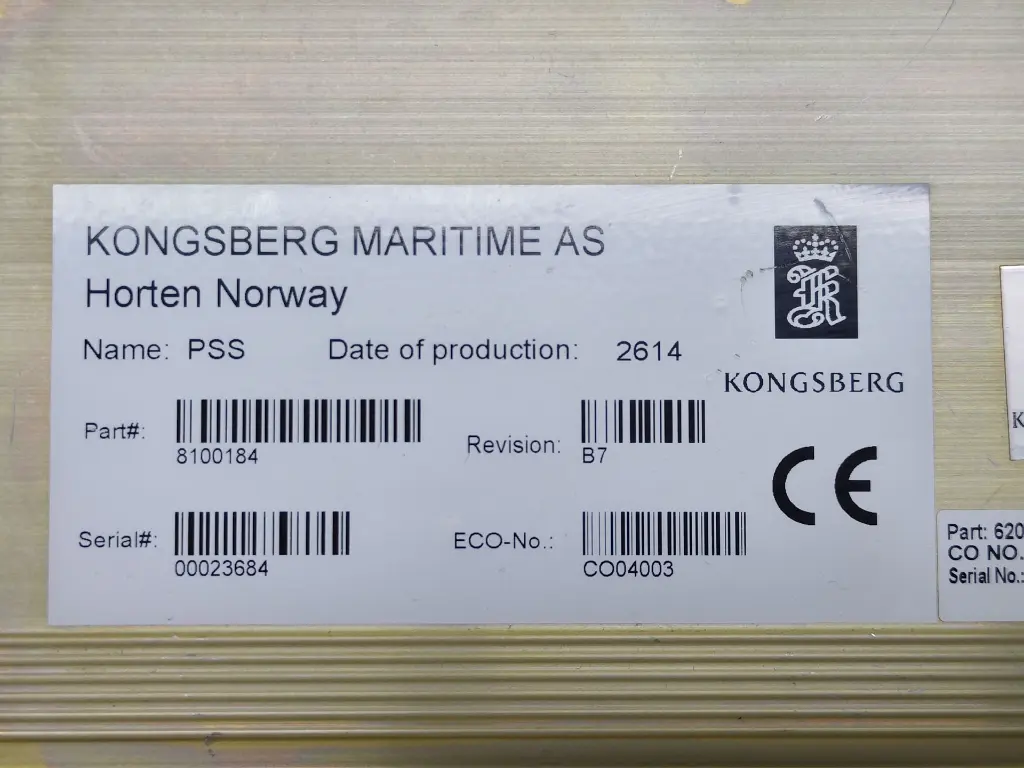 KONGSBERG MARITIME AS
Horten Norway
Name: PSS Date of production: 2614
KONGSBERG
Part#: 8100184
Revision: B7
Serial#: 00023684
ECO-No.: CO04003
CE
K
Part: 620
CO NO.
Serial No.: